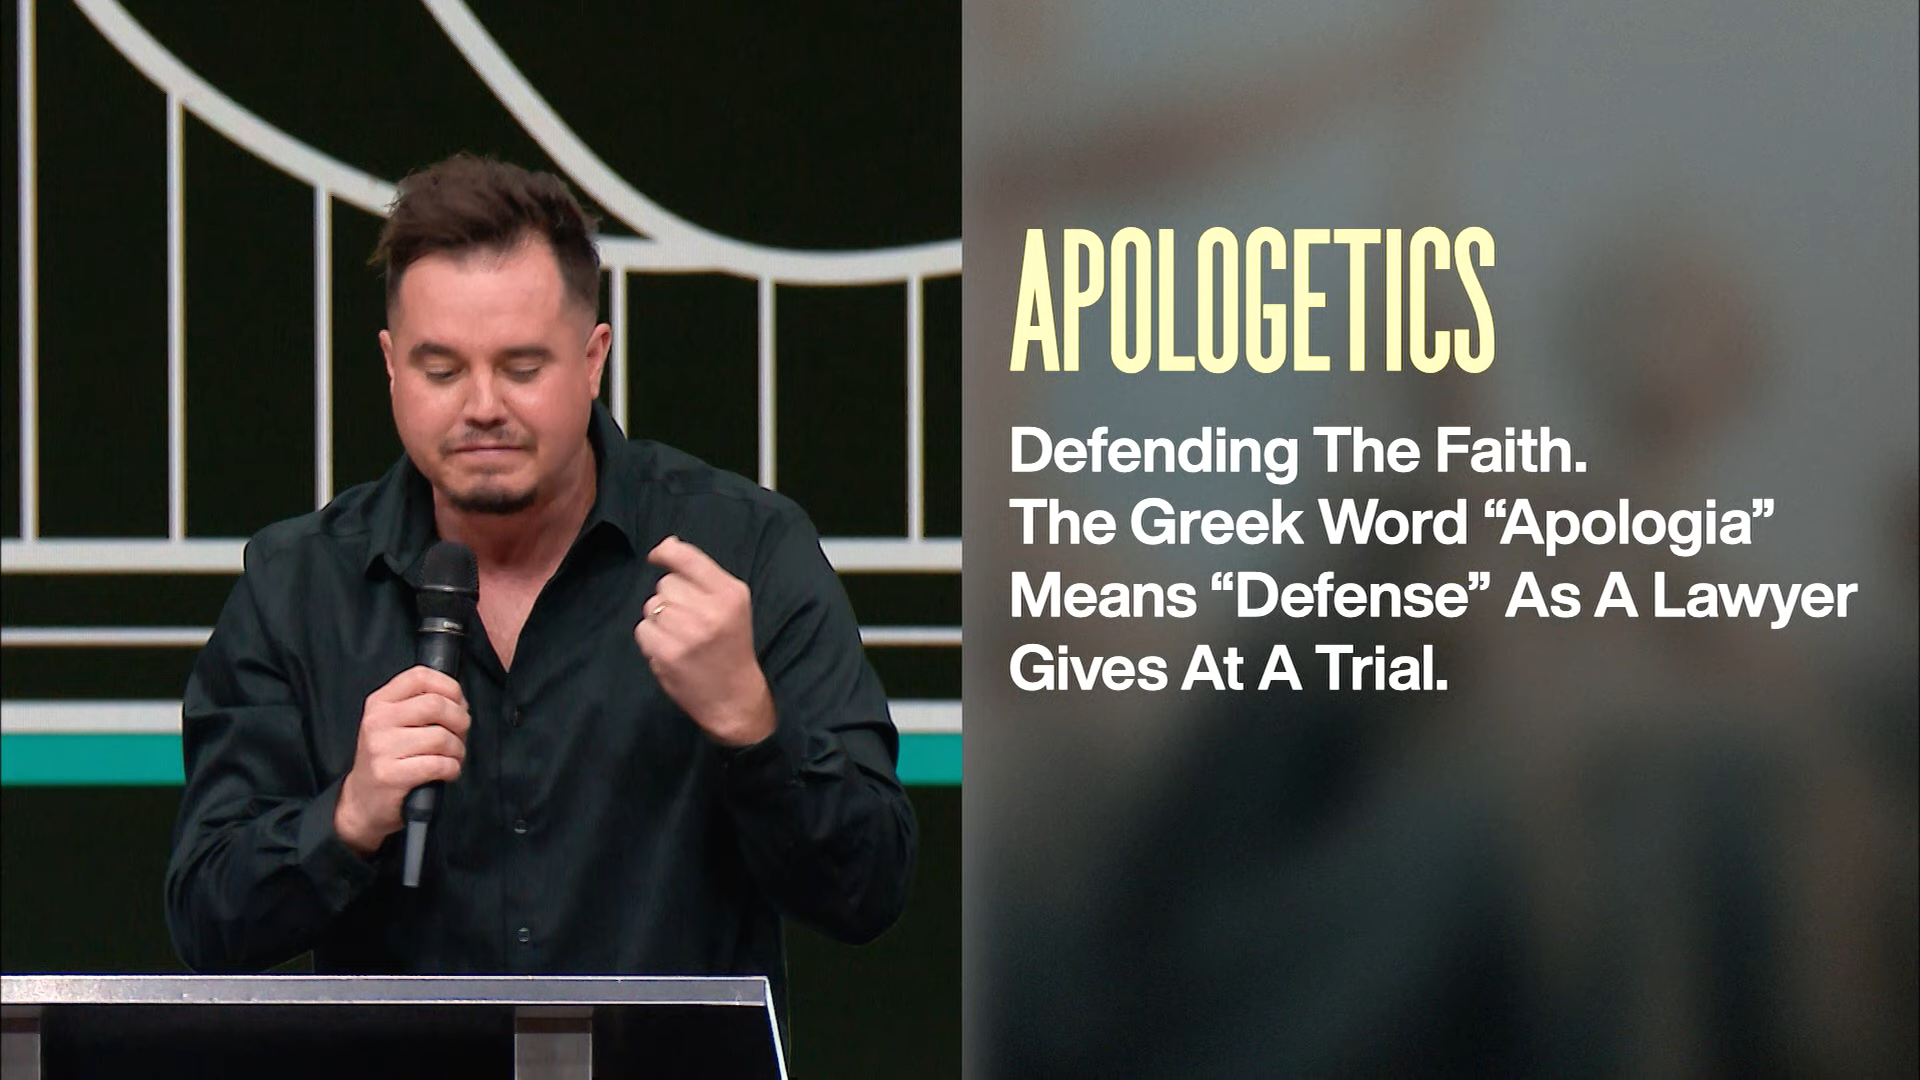 APOLOGETICS
Defending The Faith.
The Greek Word “Apologia”
Means “Defense” As A Lawyer
Gives At A Trial.